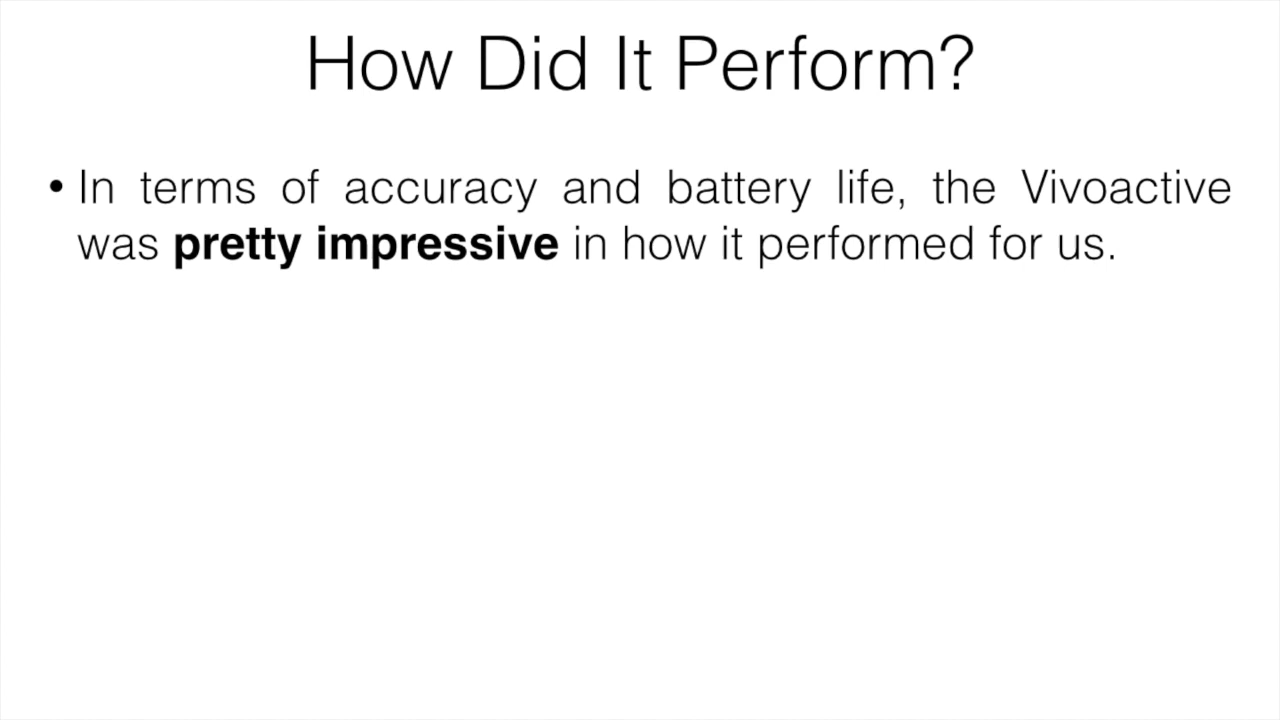 How Did It Perform?
• In terms of accuracy and battery life, the Vivoactive
was pretty impressive in how it performed for us.